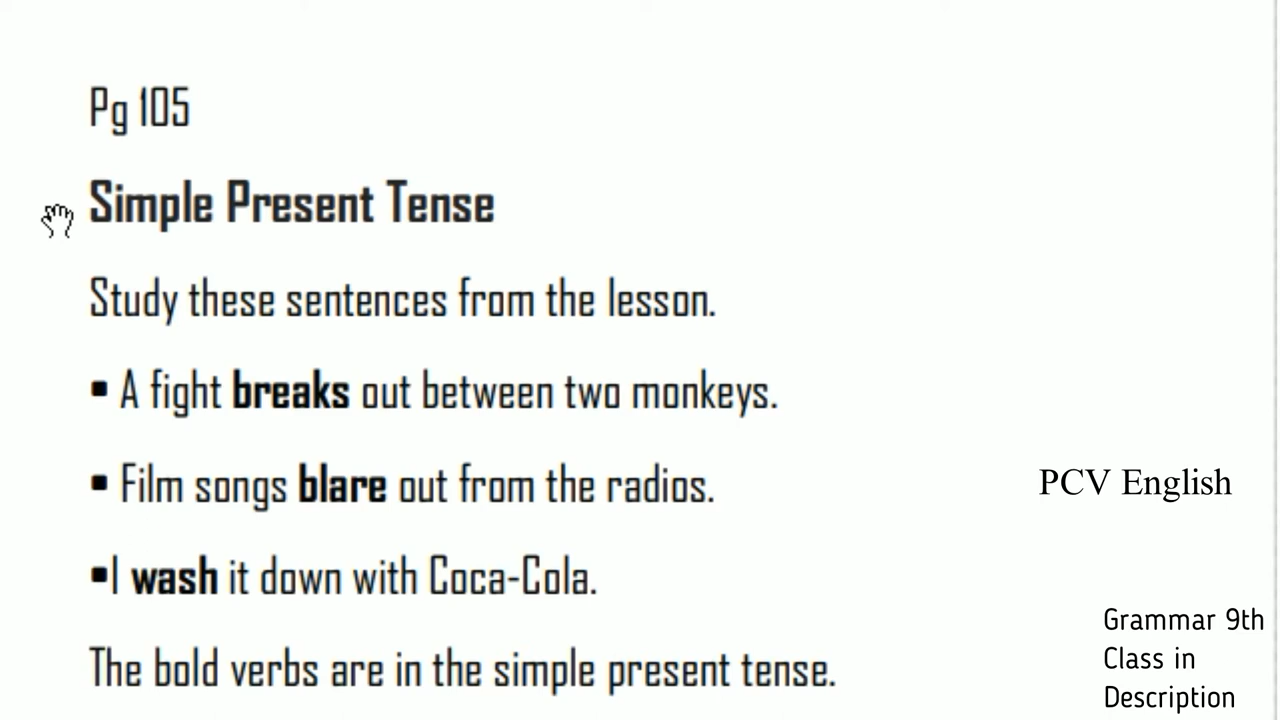 Pg 105
Simple Present Tense
Study these sentences from the lesson.
▪ A fight breaks out between two monkeys.
▪ Film songs blare out from the radios.
▪I wash it down with Coca-Cola.
The bold verbs are in the simple present tense.
PCV English
Grammar 9th
Class in
Description